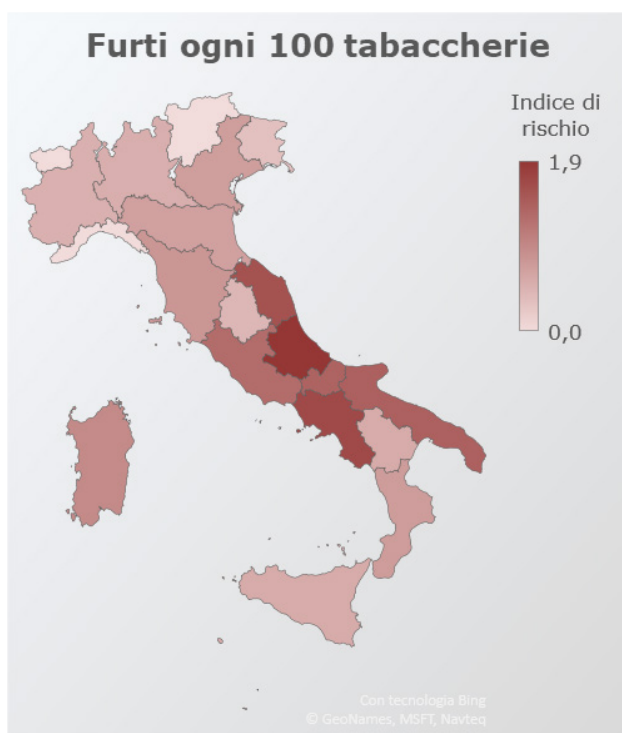 Furti ogni 100 tabaccherie
Indice di
rischio
1,9
0,0
Con tecnologia Bing
© GeoNames, MSFT, Navteq